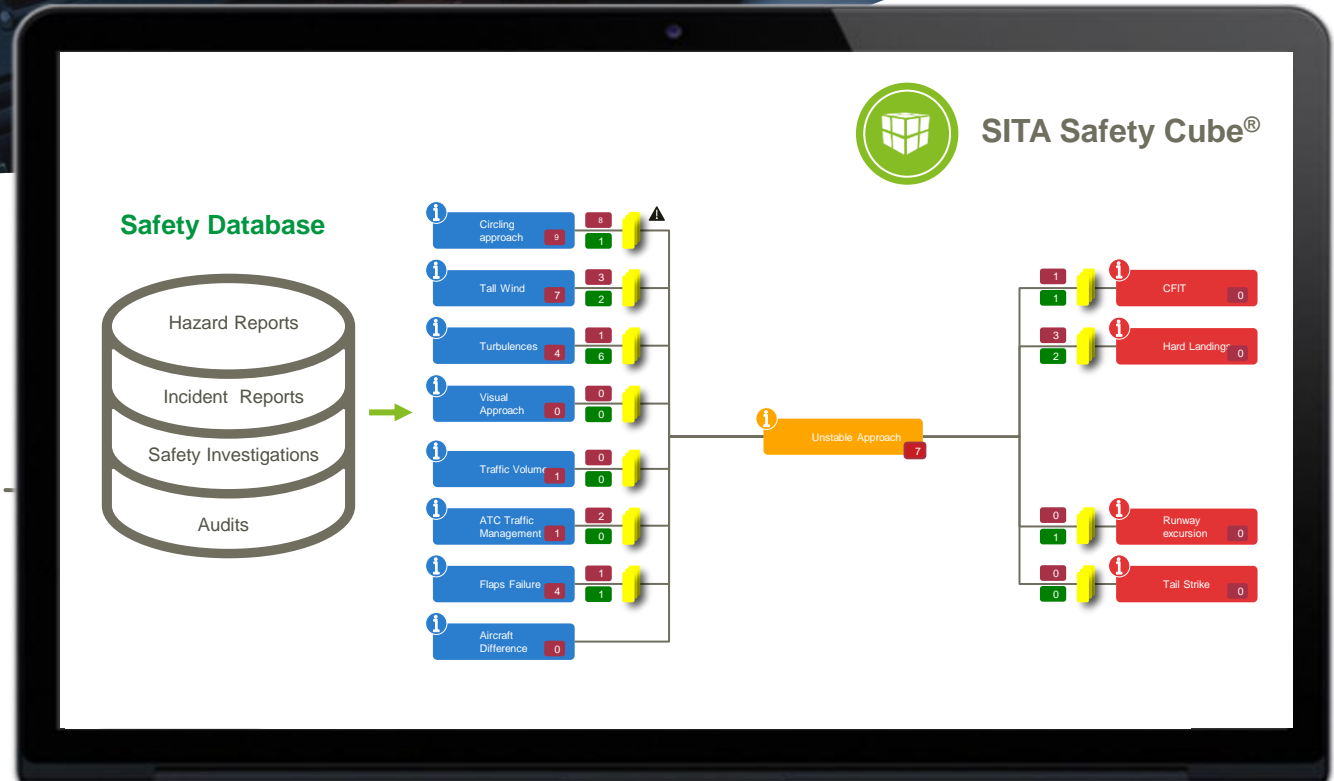 SITA Safety Cube®
Safety Database
Hazard Reports
Incident Reports
Safety Investigations
Audits
Circling
approach
9
8
1
Tall Wind
7
3
2
Turbulences
4
1
6
Visual
Approach
0
0
0
Traffic Volume
1
0
0
ATC Traffic
Management
1
2
0
Flaps Failure
4
1
1
Aircraft
Difference
0
Unstable Approach
7
1
1
CFIT
0
3
2
Hard Landings
0
0
1
Runway
excursion
0
0
0
Tail Strike
0